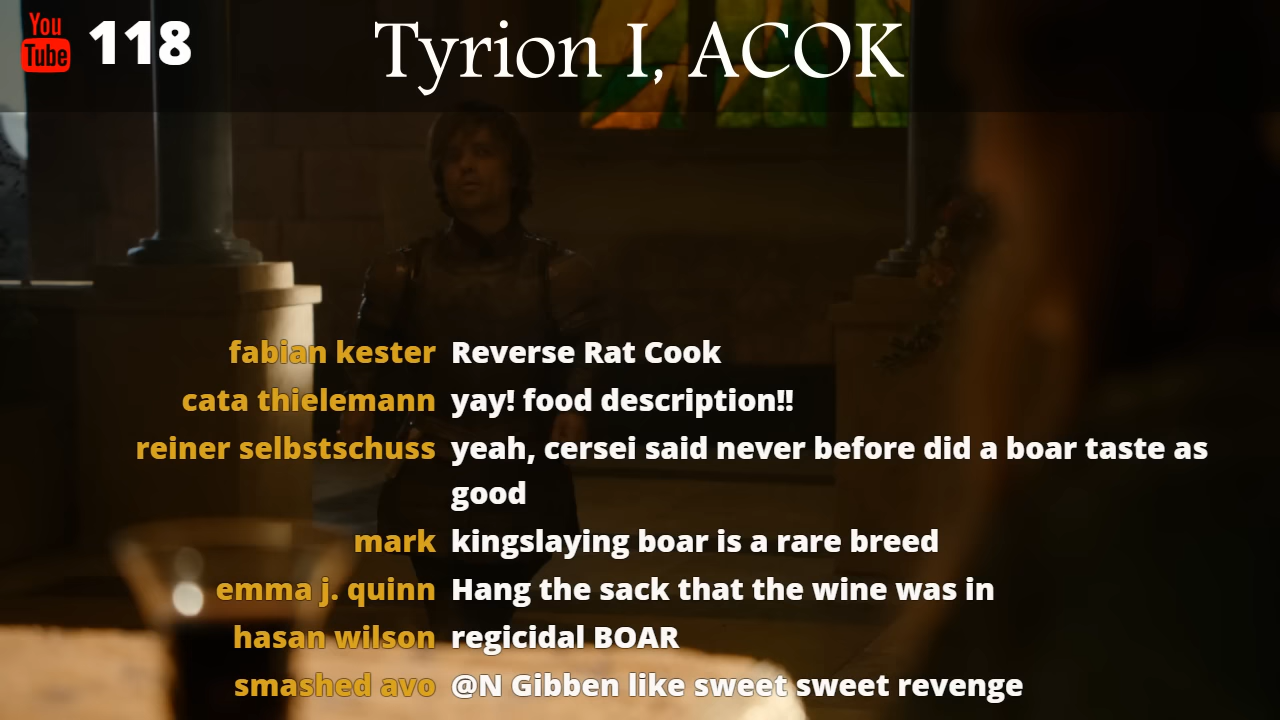 You
Tube
118
Tyrion I, ACOK
fabian kester Reverse Rat Cook
cata thielemann yay! food description!!
reiner selbstschuss yeah, cersei said never before did a boar taste as
good
mark kingslaying boar is a rare breed
emma j. quinn Hang the sack that the wine was in
hasan wilson regicidal BOAR
smashed avo @N Gibben like sweet sweet revenge